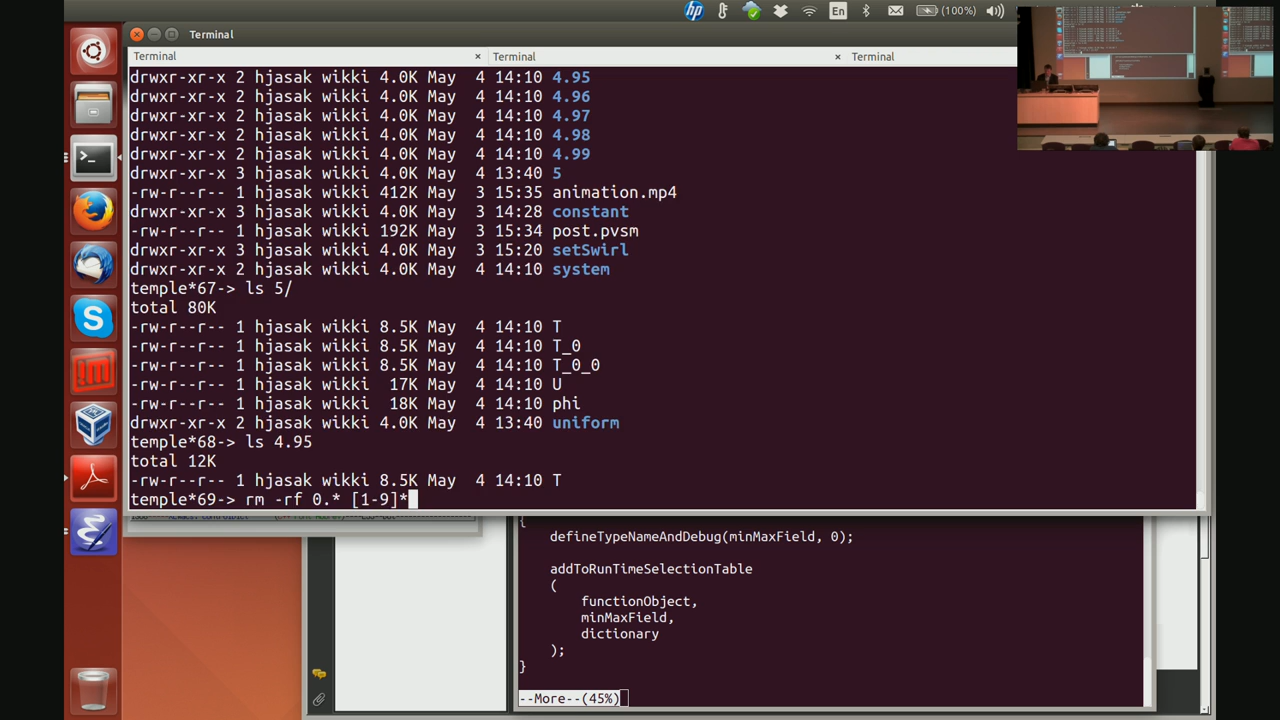 En
(100%)
Terminal
Terminal
Terminal
Terminal
drwxr-xr-x 2 hjasak wikki 4.0K May  4 14:10 4.95
drwxr-xr-x 2 hjasak wikki 4.0K May  4 14:10 4.96
drwxr-xr-x 2 hjasak wikki 4.0K May  4 14:10 4.97
drwxr-xr-x 2 hjasak wikki 4.0K May  4 14:10 4.98
drwxr-xr-x 2 hjasak wikki 4.0K May  4 14:10 4.99
drwxr-xr-x 3 hjasak wikki 4.0K May  4 13:40 5
-rw-r--r-- 1 hjasak wikki 412K May  3 15:35 animation.mp4
drwxr-xr-x 3 hjasak wikki 4.0K May  3 14:28 constant
-rw-r--r-- 1 hjasak wikki 192K May  3 15:34 post.pvsm
drwxr-xr-x 3 hjasak wikki 4.0K May  3 15:20 setSwirl
drwxr-xr-x 2 hjasak wikki 4.0K May  4 14:10 system
temple*67-> ls 5/
total 80K
-rw-r--r-- 1 hjasak wikki 8.5K May  4 14:10 T
-rw-r--r-- 1 hjasak wikki 8.5K May  4 14:10 T_0
-rw-r--r-- 1 hjasak wikki 8.5K May  4 14:10 T_0_0
-rw-r--r-- 1 hjasak wikki  17K May  4 14:10 U
-rw-r--r-- 1 hjasak wikki  18K May  4 14:10 phi
drwxr-xr-x 2 hjasak wikki 4.0K May  4 13:40 uniform
temple*68-> ls 4.95
total 12K
-rw-r--r-- 1 hjasak wikki 8.5K May  4 14:10 T
temple*69-> rm -rf 0.* [1-9]*
{
defineTypeNameAndDebug(minMaxField, 0);
addToRunTimeSelectionTable
(
functionObject,
minMaxField,
dictionary
);
}
--More--(45%)